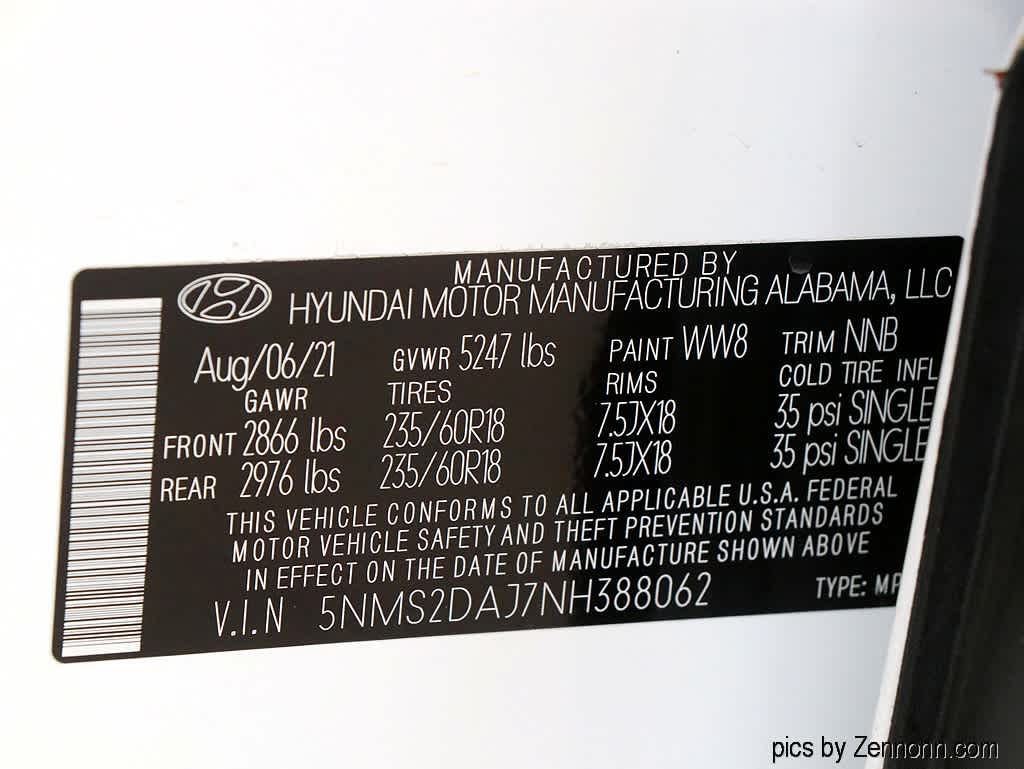 MANUFACTURED BY
HYUNDAI MOTOR MANUFACTURING ALABAMA, LLC
Aug/06/21 GVWR 5247 lbs PAINT WW8 TRIM NNB
GAWR TIRES RIMS COLD TIRE INFL
FRONT 2866 lbs 235/60R18 7.5JX18 35 psi SINGLE
REAR 2976 lbs 235/60R18 7.5JX18 35 psi SINGLE
THIS VEHICLE CONFORMS TO ALL APPLICABLE U.S.A. FEDERAL
MOTOR VEHICLE SAFETY AND THEFT PREVENTION STANDARDS
IN EFFECT ON THE DATE OF MANUFACTURE SHOWN ABOVE
V.I.N 5NMS2DAJ7NH388062 TYPE: MP
pics by Zennonn.com